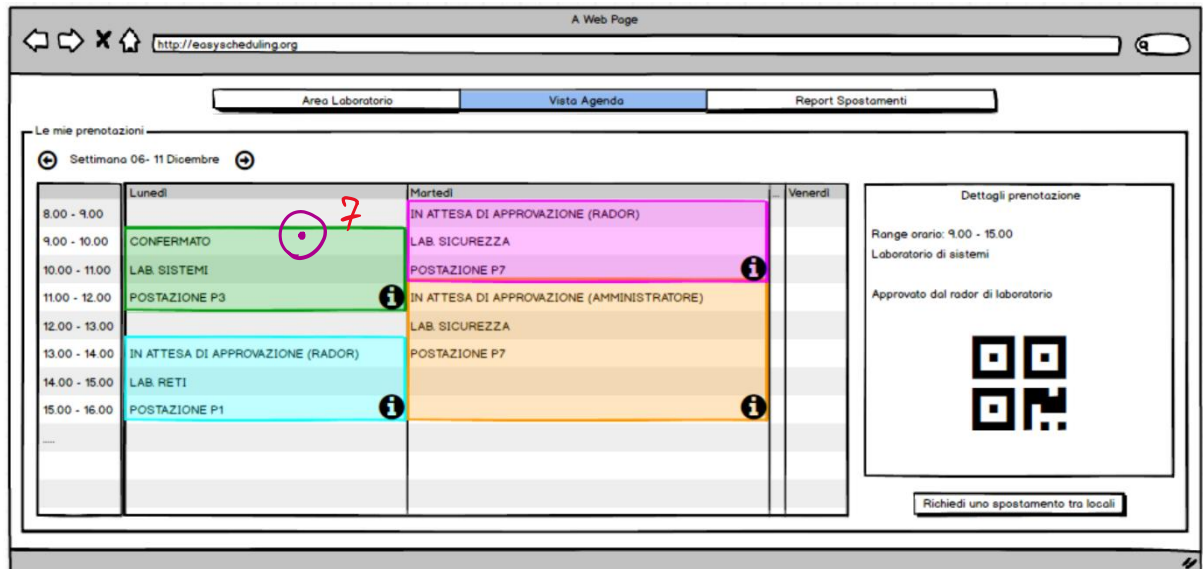 A Web Page
http://easyscheduling.org
Area Laboratorio
Vista Agenda
Report Spostamenti
Le mie prenotazioni
Settimana 06- 11 Dicembre
Lunedì
Martedì
...
Venerdì
8.00 - 9.00
9.00 - 10.00
10.00 - 11.00
11.00 - 12.00
12.00 - 13.00
13.00 - 14.00
14.00 - 15.00
15.00 - 16.00
.....
7
CONFERMATO
LAB. SISTEMI
POSTAZIONE P3
IN ATTESA DI APPROVAZIONE (RADOR)
LAB. RETI
POSTAZIONE P1
IN ATTESA DI APPROVAZIONE (RADOR)
LAB. SICUREZZA
POSTAZIONE P7
IN ATTESA DI APPROVAZIONE (AMMINISTRATORE)
LAB. SICUREZZA
POSTAZIONE P7
Dettagli prenotazione
Range orario: 9.00 - 15.00
Laboratorio di sistemi
Approvato dal rador di laboratorio
Richiedi uno spostamento tra locali